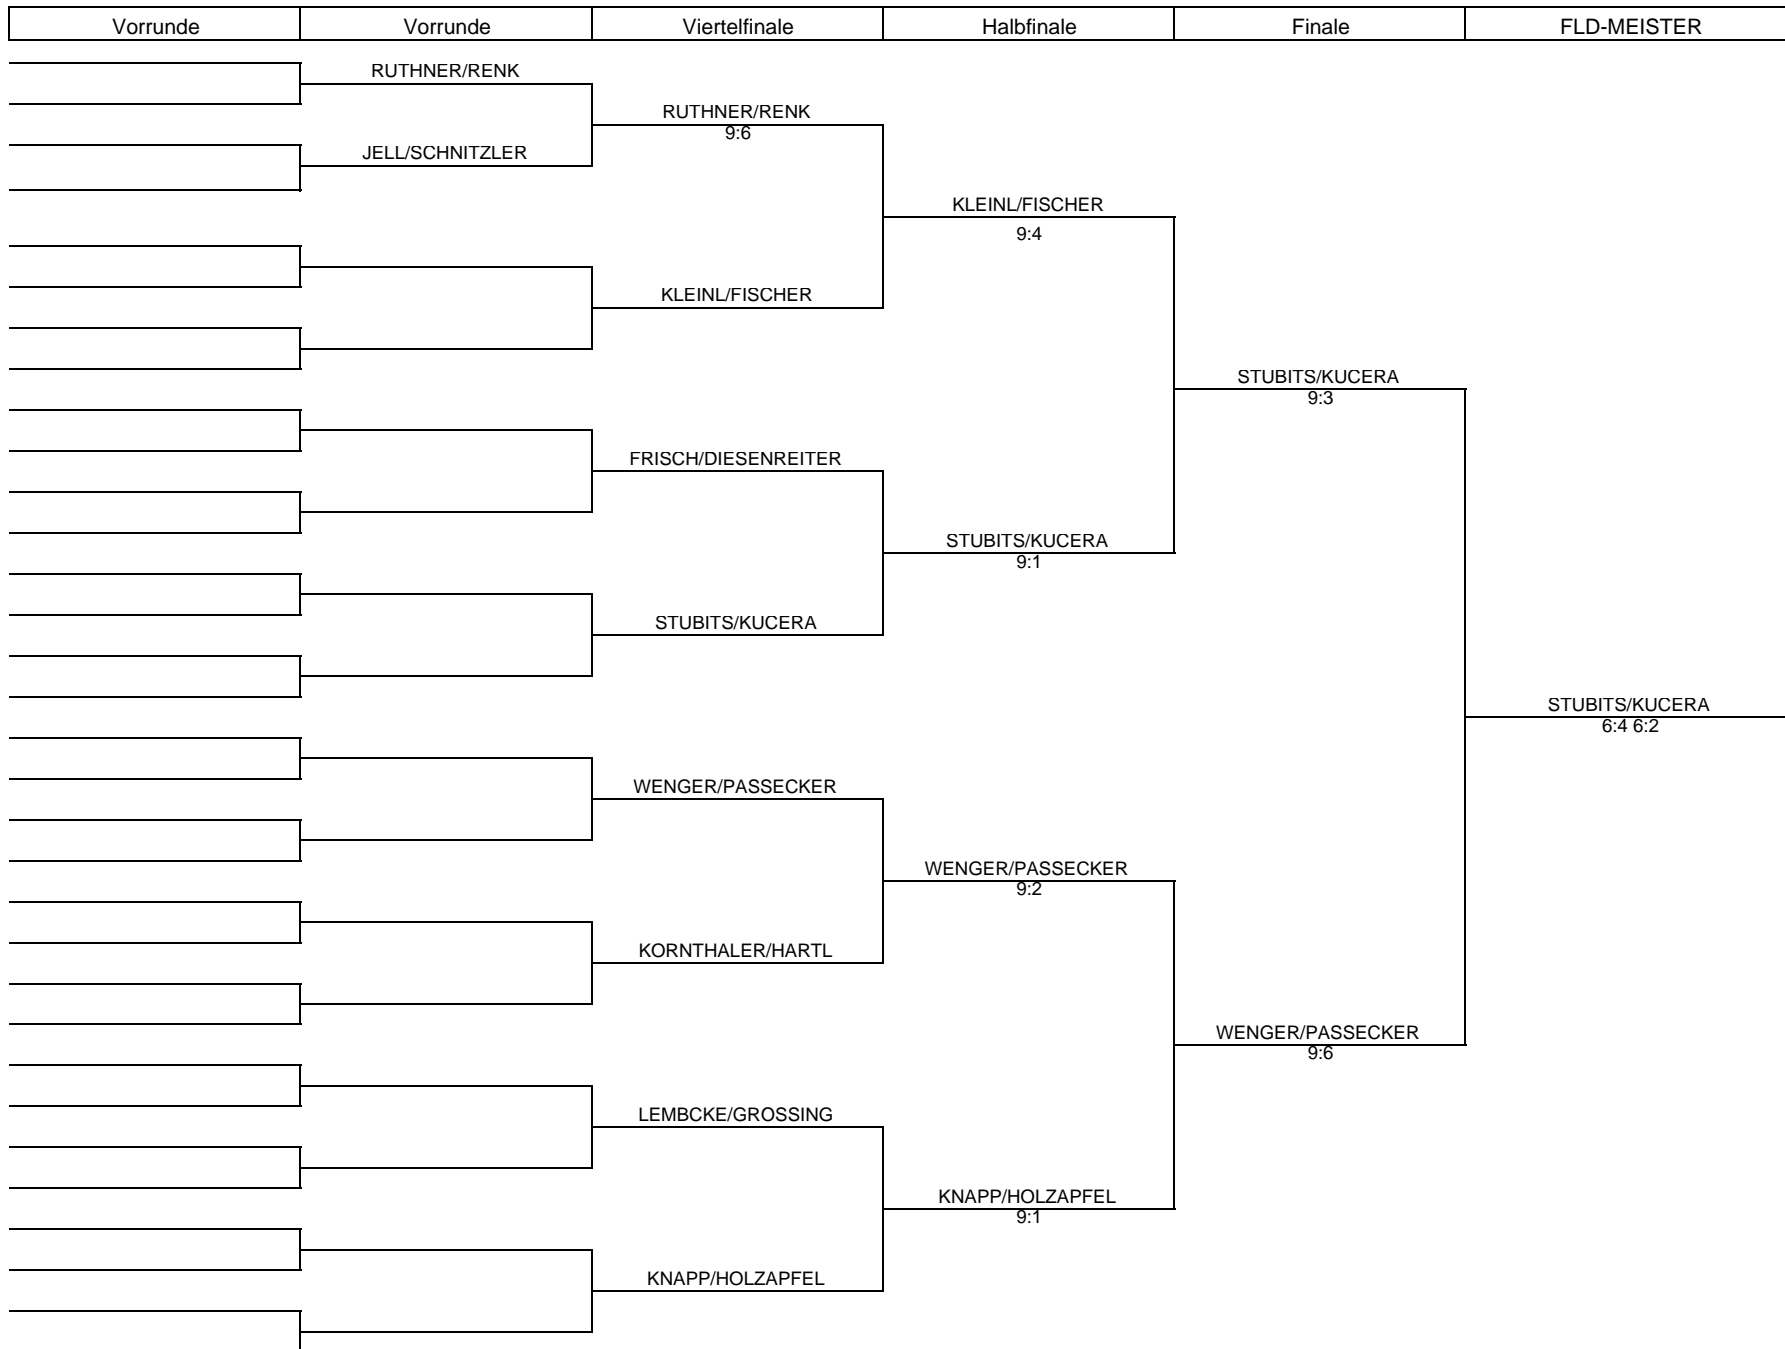 Vorrunde Vorrunde Viertelfinale Halbfinale Finale FLD-MEISTER
RUTHNER/RENK
RUTHNER/RENK
9:6
JELL/SCHNITZLER
KLEINL/FISCHER
9:4
KLEINL/FISCHER
STUBITS/KUCERA
9:3
FRISCH/DIESENREITER
STUBITS/KUCERA
9:1
STUBITS/KUCERA
STUBITS/KUCERA
6:4 6:2
WENGER/PASSECKER
WENGER/PASSECKER
9:2
KORNTHALER/HARTL
WENGER/PASSECKER
9:6
LEMBCKE/GROSSING
KNAPP/HOLZAPFEL
9:1
KNAPP/HOLZAPFEL